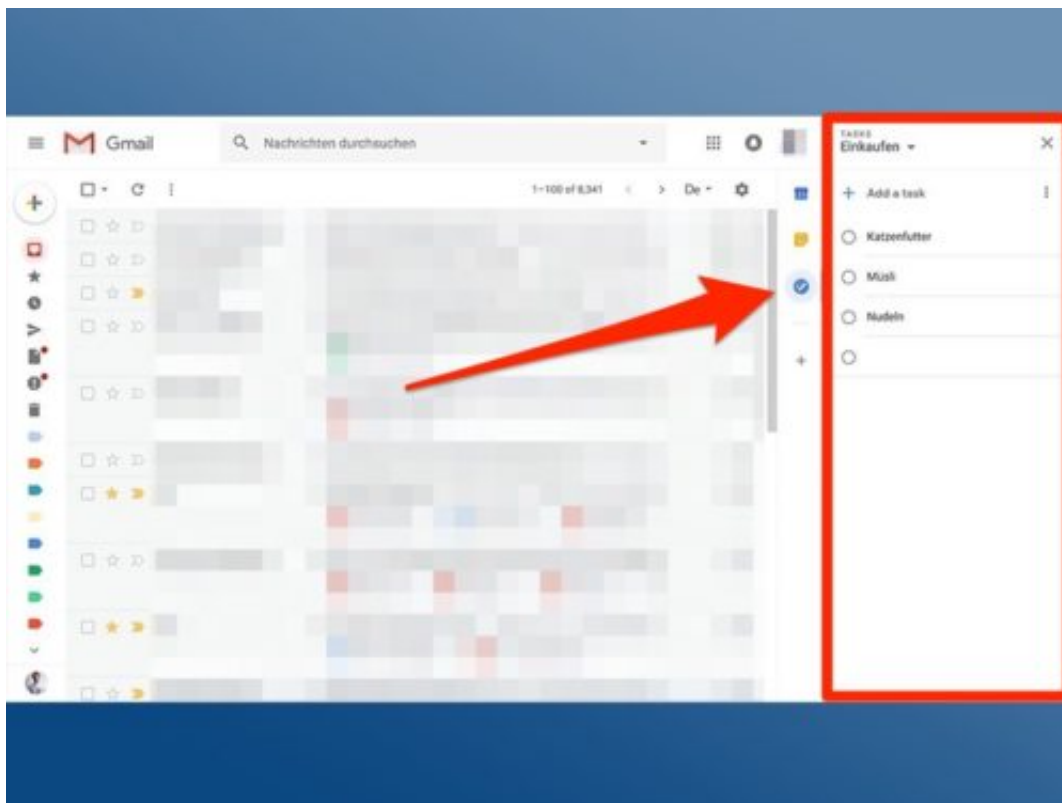 Gmail
Nachrichten durchsuchen
1–100 of 8,341
De
TASKS
Einkaufen
Add a task
Katzenfutter
Müsli
Nudeln